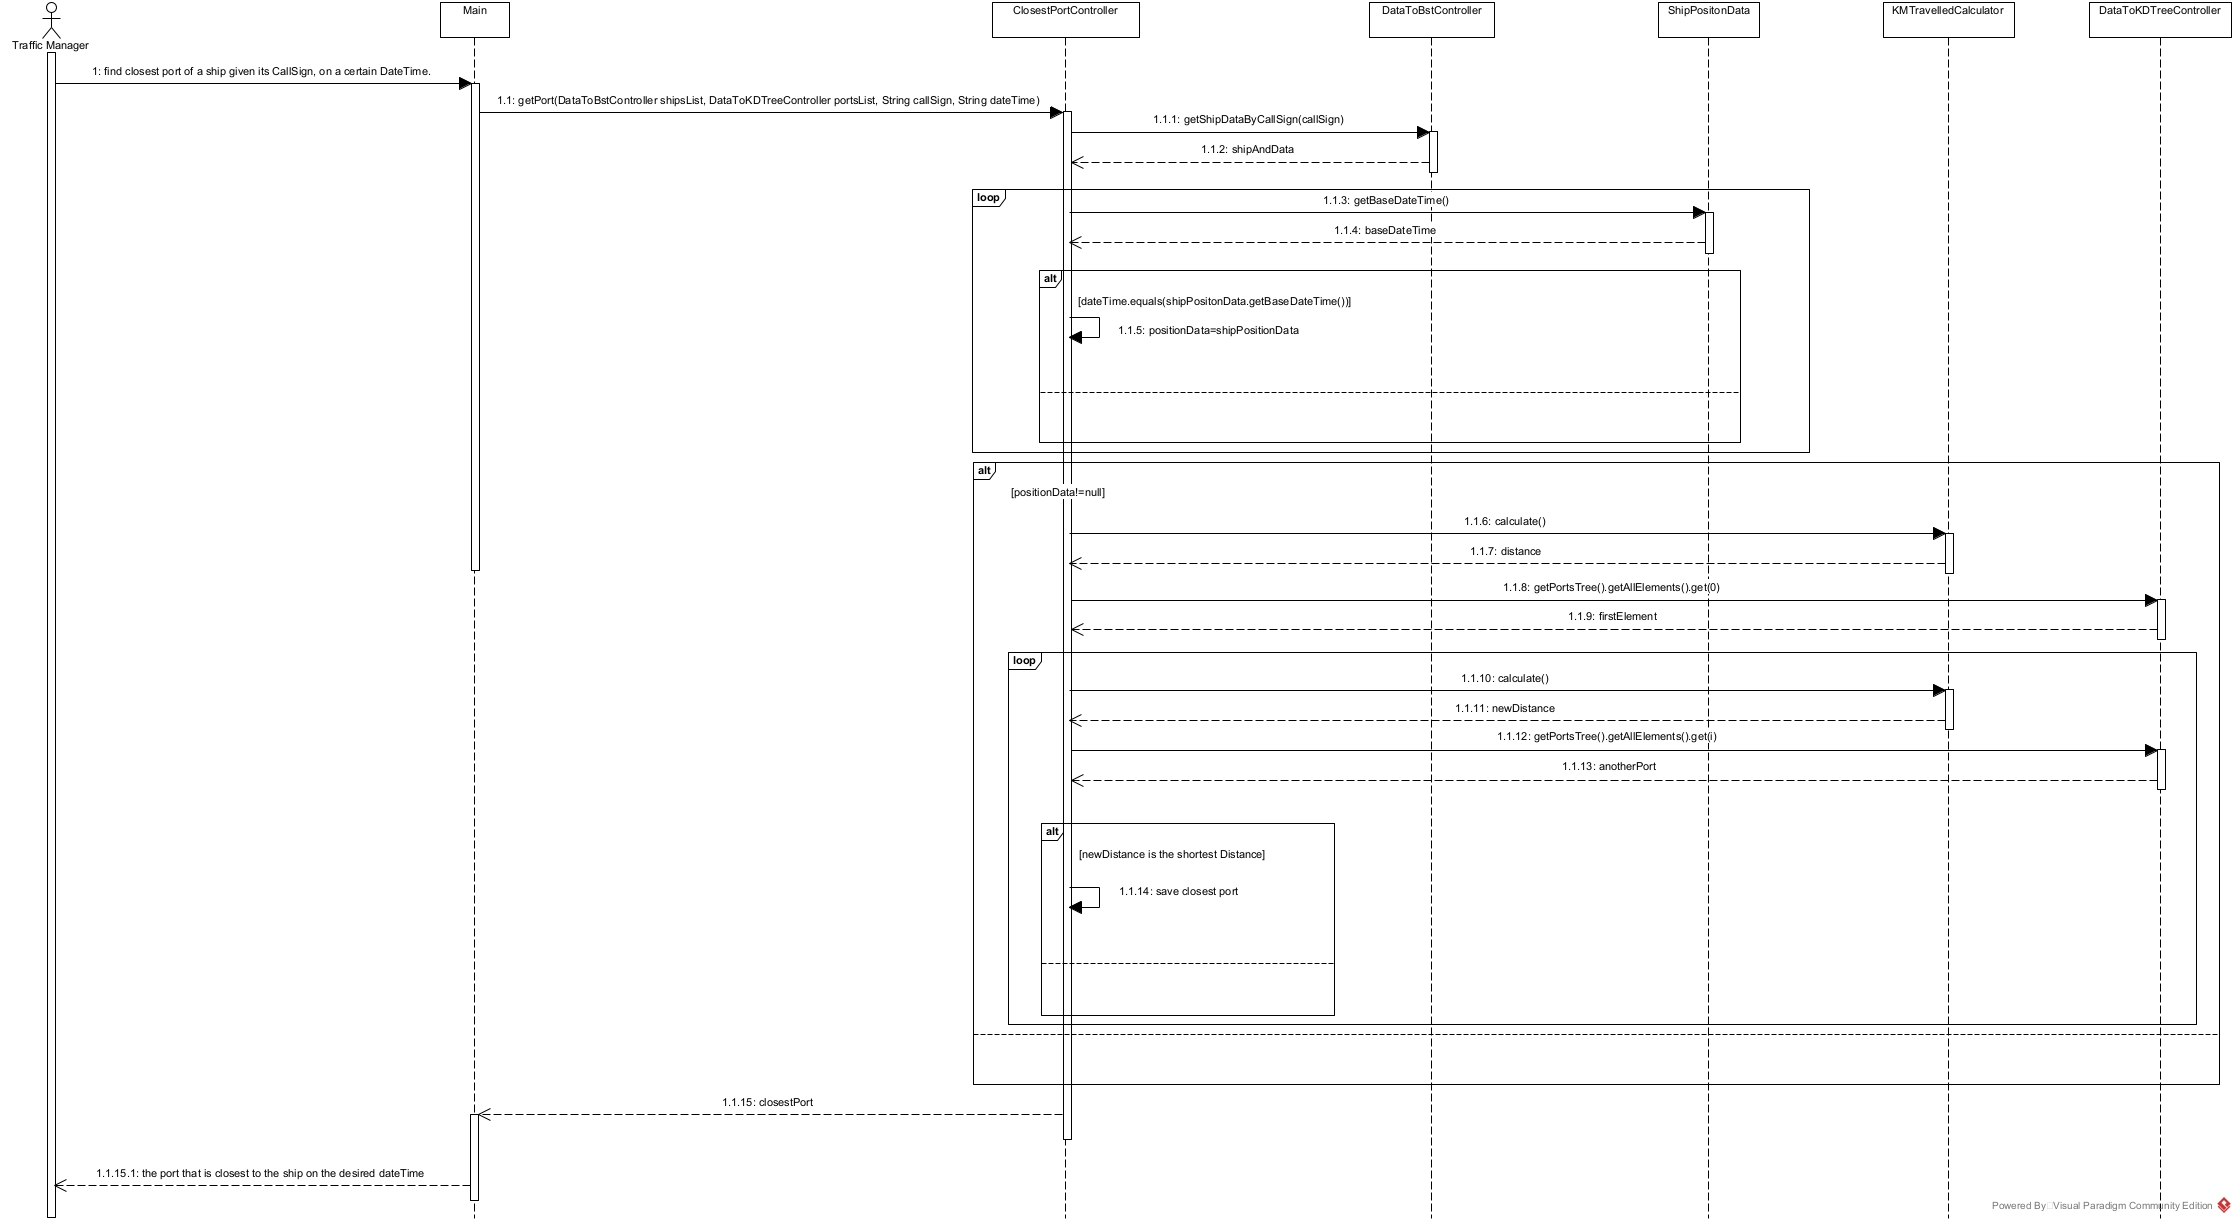 Traffic Manager
Main
ClosestPortController
DataToBstController
ShipPositonData
KMTravelledCalculator
DataToKDTreeController
1: find closest port of a ship given its CallSign, on a certain DateTime.
1.1: getPort(DataToBstController shipsList, DataToKDTreeController portsList, String callSign, String dateTime)
1.1.1: getShipDataByCallSign(callSign)
1.1.2: shipAndData
loop
1.1.3: getBaseDateTime()
1.1.4: baseDateTime
alt
[dateTime.equals(shipPositonData.getBaseDateTime())]
1.1.5: positionData=shipPositionData
alt
[positionData!=null]
1.1.6: calculate()
1.1.7: distance
1.1.8: getPortsTree().getAllElements().get(0)
1.1.9: firstElement
loop
1.1.10: calculate()
1.1.11: newDistance
1.1.12: getPortsTree().getAllElements().get(i)
1.1.13: anotherPort
alt
[newDistance is the shortest Distance]
1.1.14: save closest port
1.1.15: closestPort
1.1.15.1: the port that is closest to the ship on the desired dateTime
Powered By Visual Paradigm Community Edition